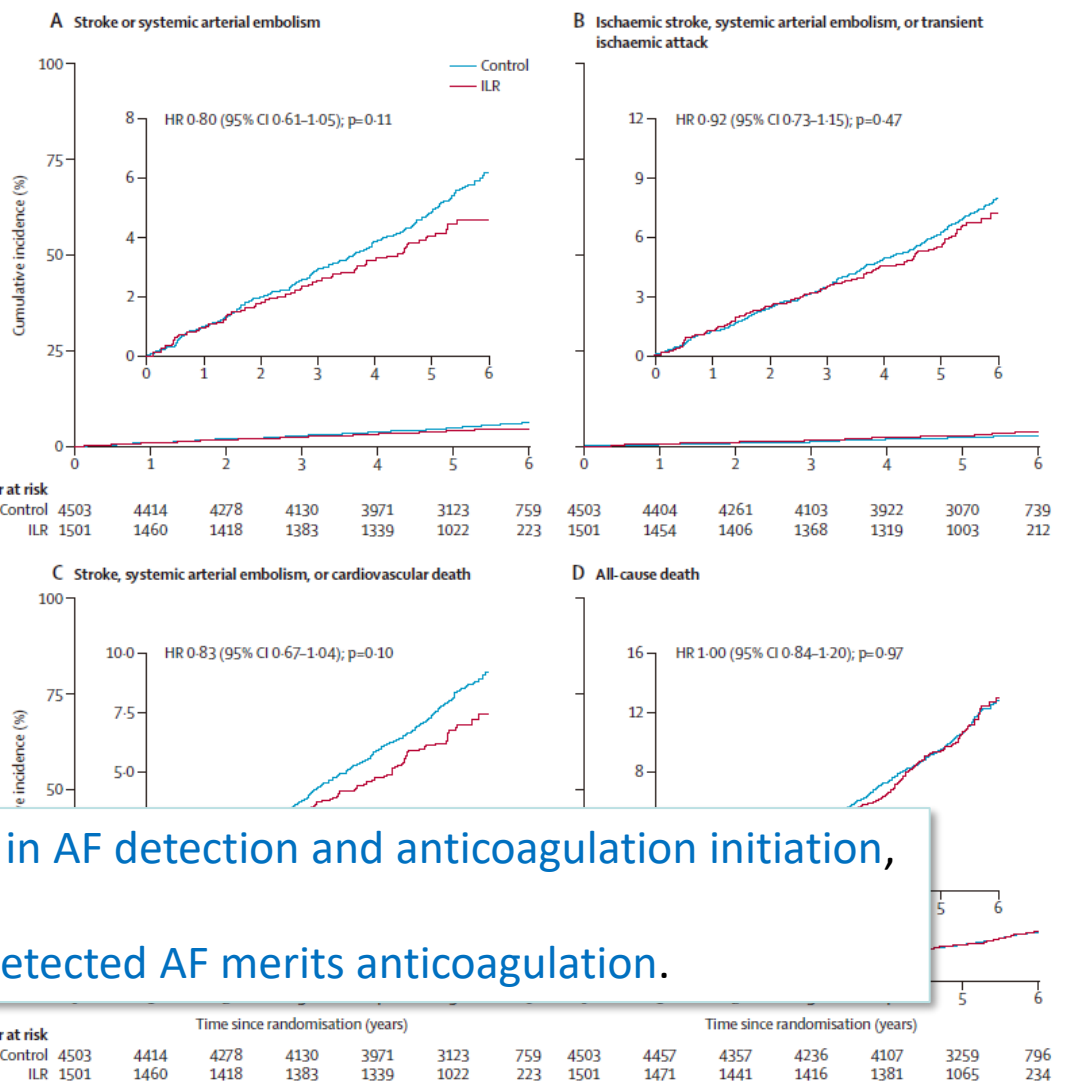 A Stroke or systemic arterial embolism
Control
ILR
HR 0·80 (95% CI 0·61–1·05); p=0·11
Cumulative incidence (%)
100
75
50
25
0
8
6
4
2
0
0 1 2 3 4 5 6
0 1 2 3 4 5 6
at risk
Control 4503 4414 4278 4130 3971 3123 759
ILR 1501 1460 1418 1383 1339 1022 223
B Ischaemic stroke, systemic arterial embolism, or transient
ischaemic attack
HR 0·92 (95% CI 0·73–1·15); p=0·47
12
9
6
3
0
0 1 2 3 4 5 6
0 1 2 3 4 5 6
4503 4404 4261 4103 3922 3070 739
1501 1454 1406 1368 1319 1003 212
C Stroke, systemic arterial embolism, or cardiovascular death
HR 0·83 (95% CI 0·67–1·04); p=0·10
incidence (%)
100
75
50
10·0
7·5
5·0
D All-cause death
HR 1·00 (95% CI 0·84–1·20); p=0·97
16
12
8
5 6
5 6
in AF detection and anticoagulation initiation,
etected AF merits anticoagulation.
Time since randomisation (years)
at risk
Control 4503 4414 4278 4130 3971 3123 759
ILR 1501 1460 1418 1383 1339 1022 223
Time since randomisation (years)
4503 4457 4357 4236 4107 3259 796
1501 1471 1441 1416 1381 1065 234